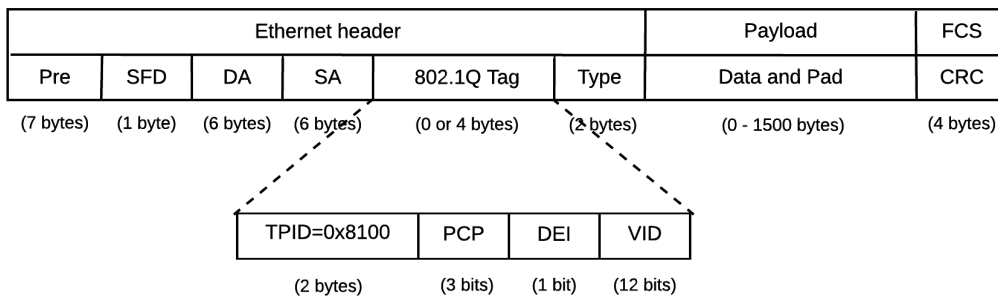 Ethernet header Payload FCS
Pre SFD DA SA 802.1Q Tag Type Data and Pad CRC
(7 bytes) (1 byte) (6 bytes) (6 bytes) (0 or 4 bytes) (2 bytes) (0 - 1500 bytes) (4 bytes)
TPID=0x8100 PCP DEI VID
(2 bytes) (3 bits) (1 bit) (12 bits)